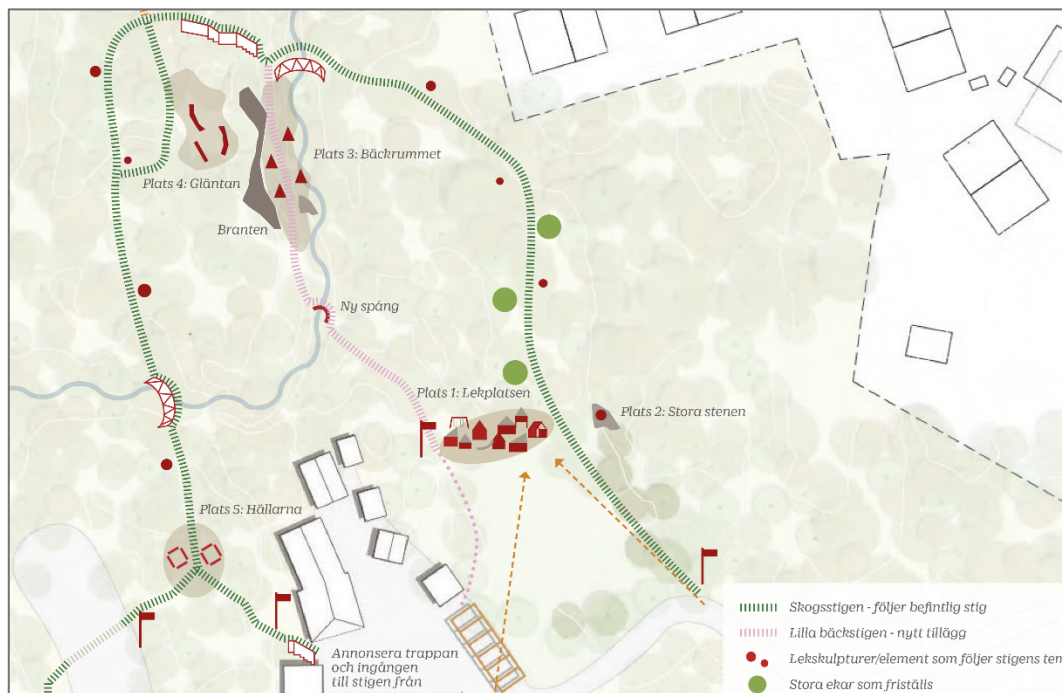 Plats 3: Bäckrummet
Plats 4: Gläntan
Branten
Ny spång
Plats 1: Lekplatsen
Plats 2: Stora stenen
Plats 5: Hällarna
Annonsera trappan
och ingången
till stigen från
Skogsstigen - följer befintlig stig
Lilla bäckstigen - nytt tillägg
Lekskulpturer/element som följer stigens
Stora ekar som friställs